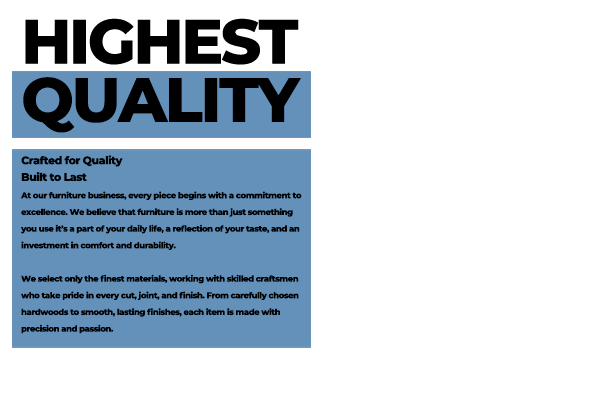 HIGHEST
QUALITY
Crafted for Quality
Built to Last
At our furniture business, every piece begins with a commitment to
excellence. We believe that furniture is more than just something
you use it's a part of your daily life, a reflection of your taste, and an
investment in comfort and durability.
We select only the finest materials, working with skilled craftsmen
who take pride in every cut, joint, and finish. From carefully chosen
hardwoods to smooth, lasting finishes, each item is made with
precision and passion.